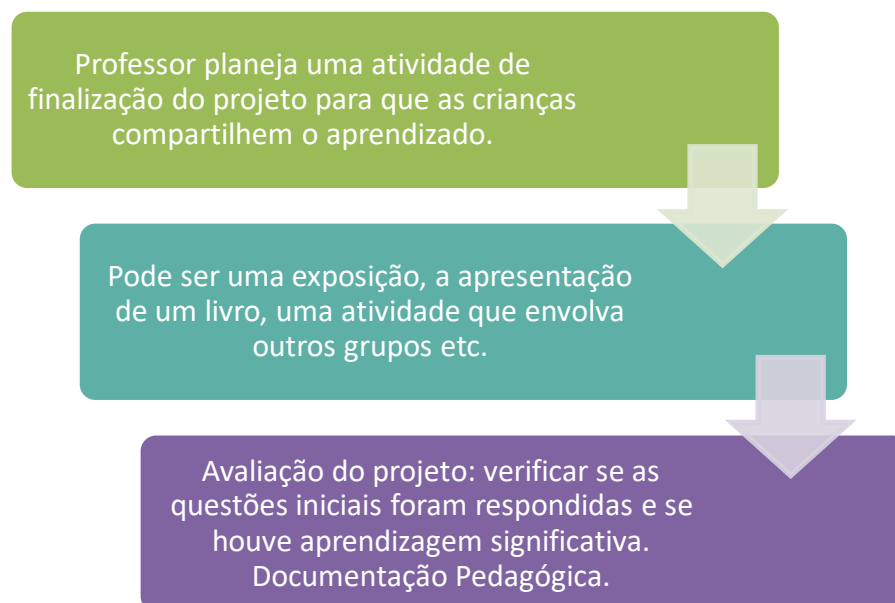 Professor planeja uma atividade de
finalização do projeto para que as crianças
compartilhem o aprendizado.
Pode ser uma exposição, a apresentação
de um livro, uma atividade que envolva
outros grupos etc.
Avaliação do projeto: verificar se as
questões iniciais foram respondidas e se
houve aprendizagem significativa.
Documentação Pedagógica.